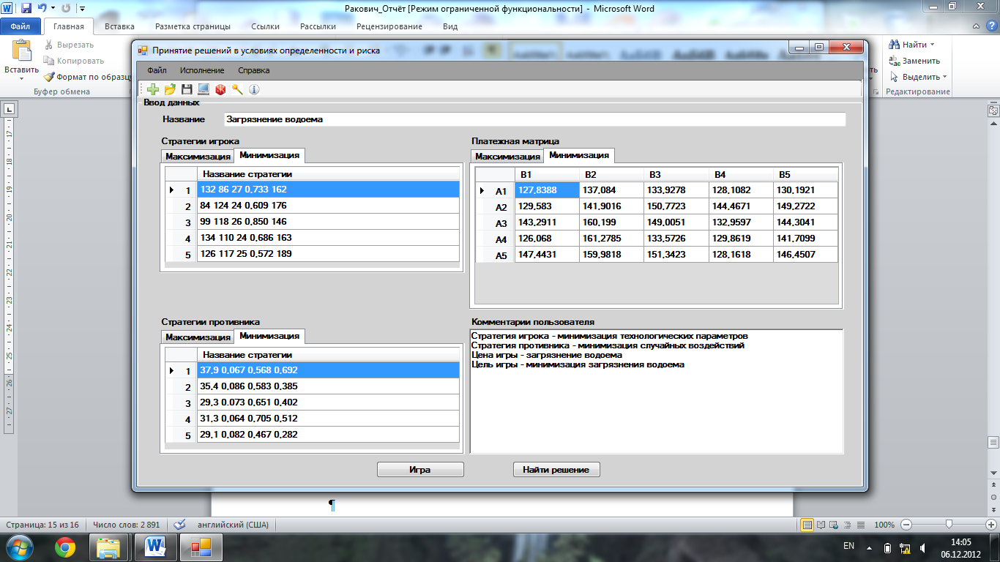 Ракович_Отчёт [Режим ограниченной функциональности] - Microsoft Word
Файл Главная Вставка Разметка страницы Ссылки Рассылки Рецензирование Вид
Вставить
Вырезать
Копировать
Формат по образц
Буфер обмена
Найти
Заменить
Выделить
Редактирование
Принятие решений в условиях определенности и риска
Файл Исполнение Справка
Ввод данных
Название Загрязнение водоема
Стратегии игрока
Максимизация Минимизация
Название стратегии
1 132 86 27 0,733 162
2 84 124 24 0,609 176
3 99 118 26 0,850 146
4 134 110 24 0,686 163
5 126 117 25 0,572 189
Платежная матрица
Максимизация Минимизация
B1 B2 B3 B4 B5
A1 127,8388 137,084 133,9278 128,1082 130,1921
A2 129,583 141,9016 150,7723 144,4671 149,2722
A3 143,2911 160,199 149,0051 132,9597 144,3041
A4 126,068 161,2785 133,5726 129,8619 141,7099
A5 147,4431 159,9818 151,3423 128,1618 146,4507
Стратегии противника
Максимизация Минимизация
Название стратегии
1 37,9 0,067 0,568 0,692
2 35,4 0,086 0,583 0,385
3 29,3 0,073 0,651 0,402
4 31,3 0,064 0,705 0,512
5 29,1 0,082 0,467 0,282
Комментарии пользователя
Стратегия игрока - минимизация технологических параметров
Стратегия противника - минимизация случайных воздействий
Цена игры - загрязнение водоема
Цель игры - минимизация загрязнения водоема
Игра Найти решение
¶
Страница: 15 из 16 Число слов: 2 891 английский (США) 100%
EN 14:05
06.12.2012